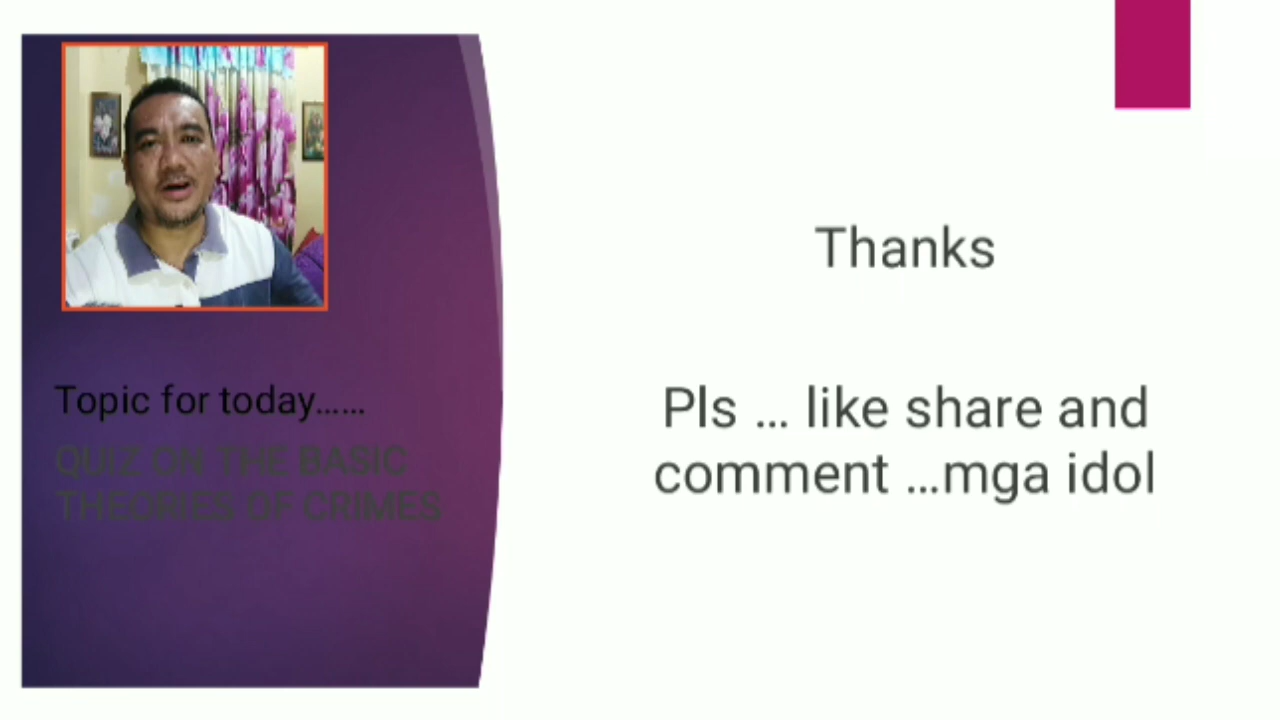 Topic for today......
QUIZ ON THE BASIC
THEORIES OF CRIMES
Thanks
Pls ... like share and
comment ...mga idol